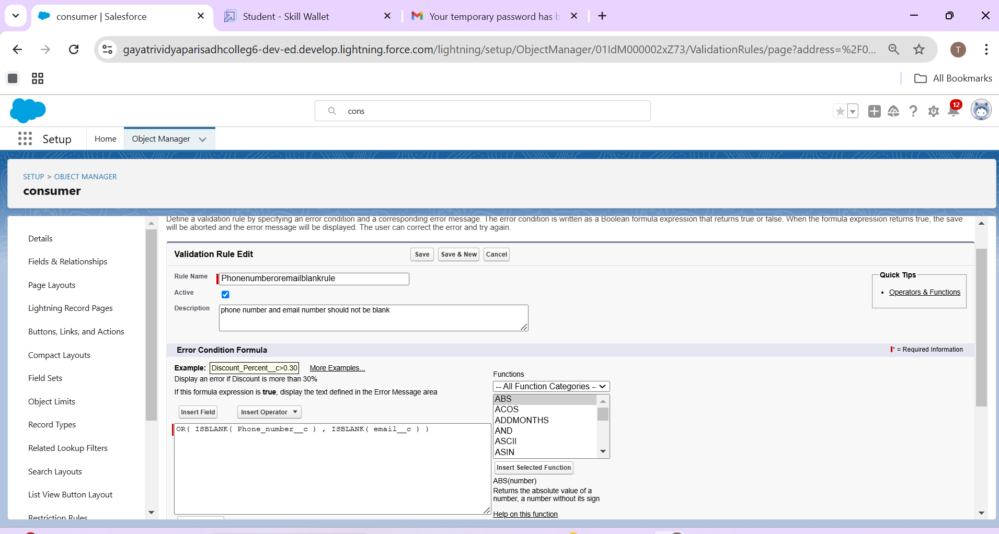 consumer | Salesforce
Student - Skill Wallet
Your temporary password has b
gayatrividyaparisadhcolleg6-dev-ed.develop.lightning.force.com/lightning/setup/ObjectManager/01IdM000002xZ73/ValidationRules/page?address=%2F0...
T
All Bookmarks
cons
12
Setup
Home
Object Manager
SETUP > OBJECT MANAGER
consumer
Details
Fields & Relationships
Page Layouts
Lightning Record Pages
Buttons, Links, and Actions
Compact Layouts
Field Sets
Object Limits
Record Types
Related Lookup Filters
Search Layouts
List View Button Layout
Restriction Rules
Define a validation rule by specifying an error condition and a corresponding error message. The error condition is written as a Boolean formula expression that returns true or false. When the formula expression returns true, the save
will be aborted and the error message will be displayed. The user can correct the error and try again.
Validation Rule Edit
Save
Save & New
Cancel
Rule Name
Phonenumberoremailblankrule
Active
Description
phone number and email number should not be blank
Quick Tips
• Operators & Functions
Error Condition Formula
* = Required Information
Example: Discount_Percent__c>0.30 More Examples...
Display an error if Discount is more than 30%
If this formula expression is true, display the text defined in the Error Message area
Insert Field
Insert Operator
OR( ISBLANK( Phone_number__c ) , ISBLANK( email__c ) )
Functions
-- All Function Categories --
ABS
ACOS
ADDMONTHS
AND
ASCII
ASIN
Insert Selected Function
ABS(number)
Returns the absolute value of a
number, a number without its sign
Help on this function